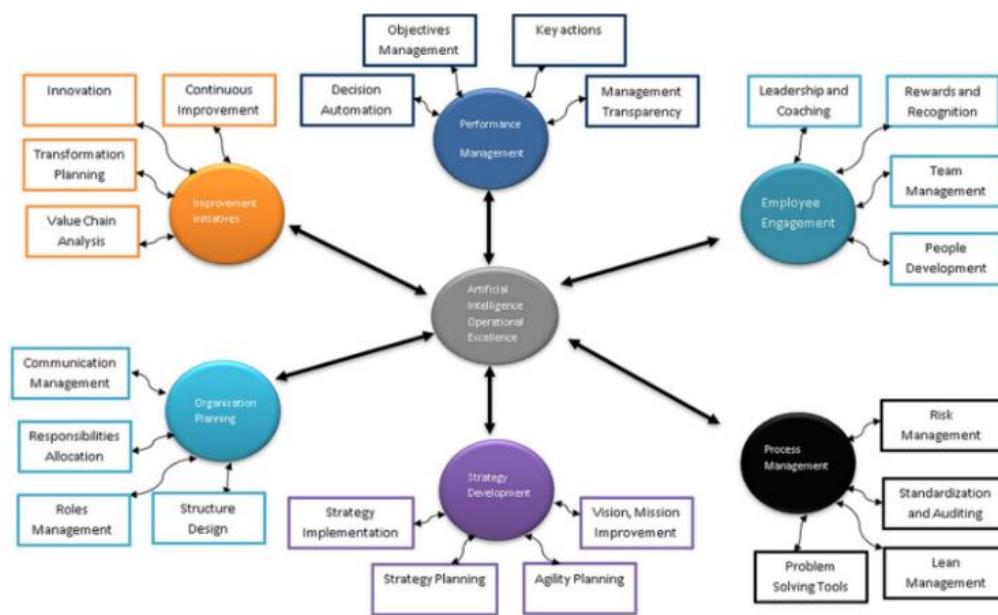 Objectives
Management
Key actions
Innovation
Continuous
Improvement
Decision
Automation
Performance
Management
Management
Transparency
Leadership and
Coaching
Rewards and
Recognition
Transformation
Planning
Improvement
Initiatives
Team
Management
Employee
Engagement
Value Chain
Analysis
People
Development
Artificial
Intelligence
Operational
Excellence
Communication
Management
Organization
Planning
Responsibilities
Allocation
Roles
Management
Structure
Design
Strategy
Development
Strategy
Implementation
Vision, Mission
Improvement
Strategy Planning
Agility Planning
Process
Management
Risk
Management
Standardization
and Auditing
Problem
Solving Tools
Lean
Management